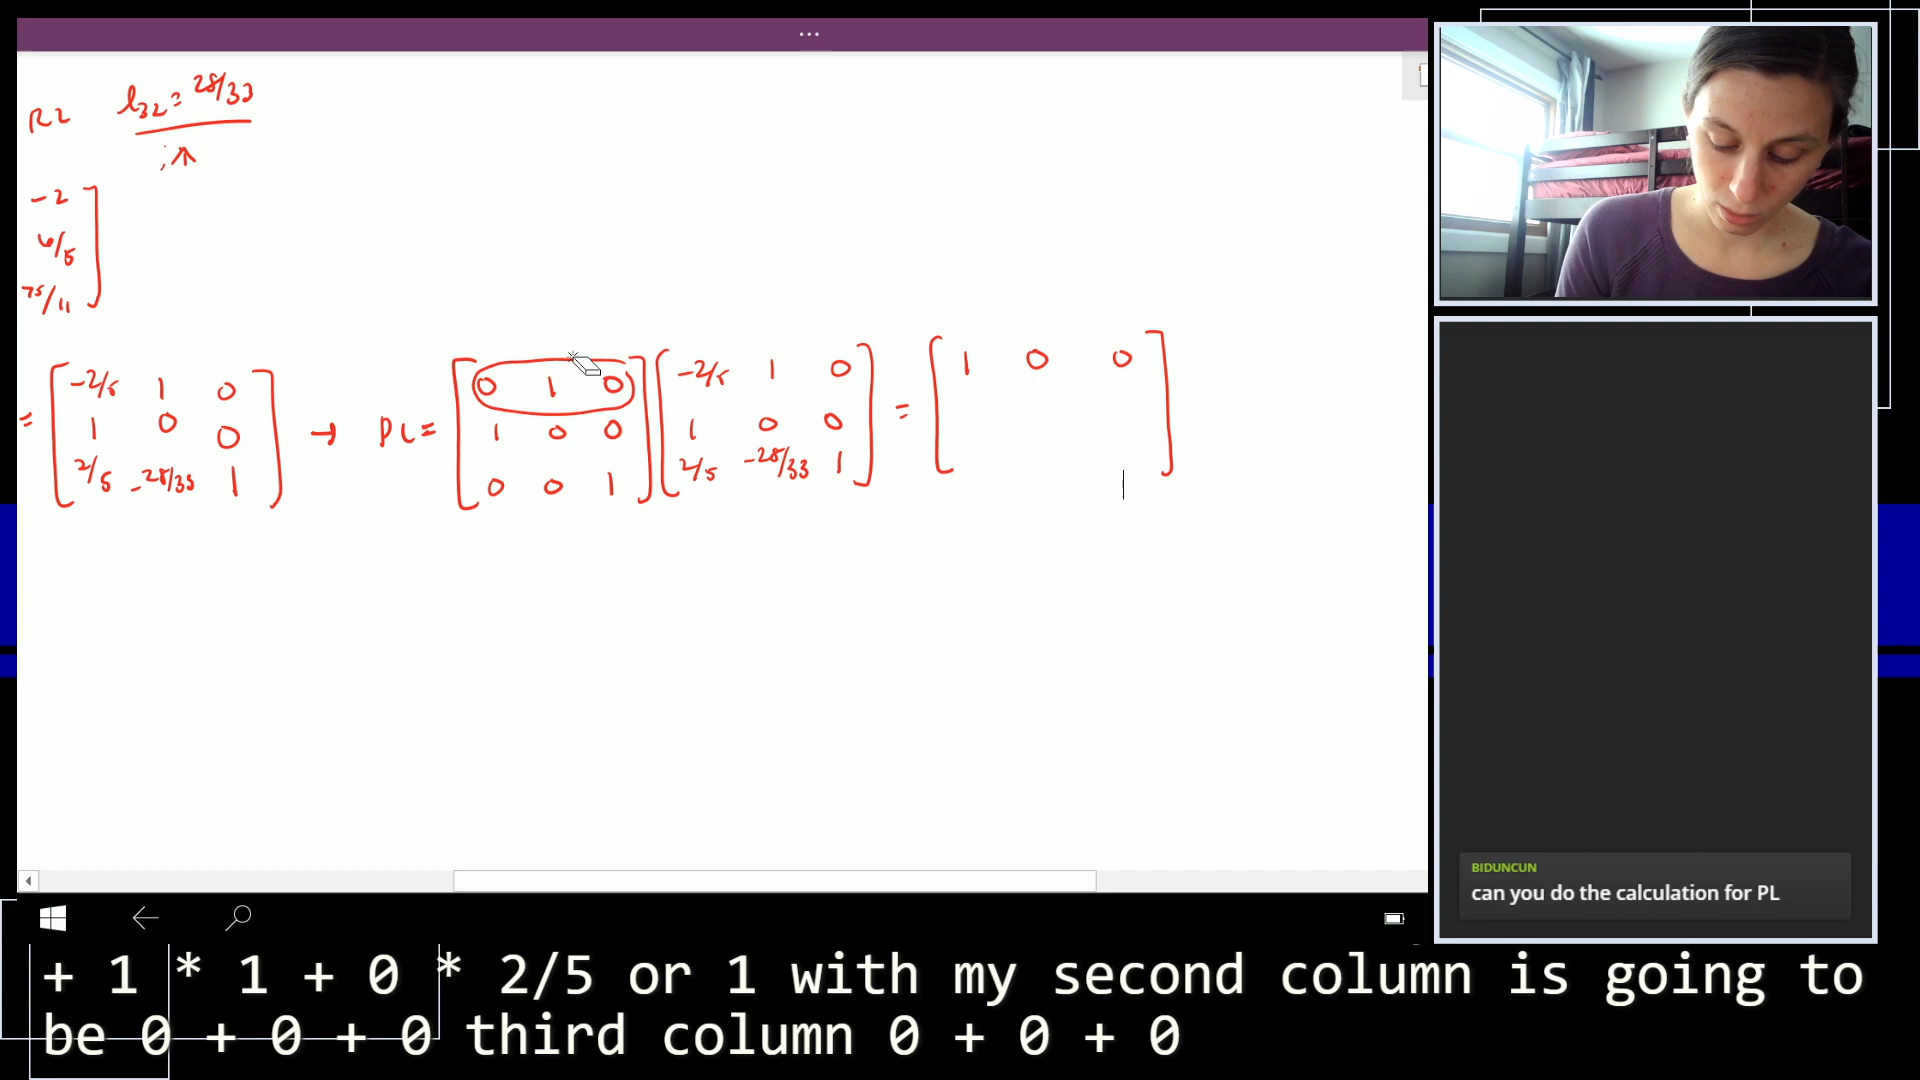 ...
R2 l32 = 28/33
-2
6/5
75/11
= [ -2/5 1 0 → PL = [ 0 1 0 [ -2/5 1 0 = [ 1 0 0 ]
1 0 0 1 0 0 1 0 0
2/5 -28/33 1 ] 0 0 1 ] 2/5 -28/33 1 ]
BIDUNCUN
can you do the calculation for PL
+ 1 * 1 + 0 * 2/5 or 1 with my second column is going to
be 0 + 0 + 0 third column 0 + 0 + 0